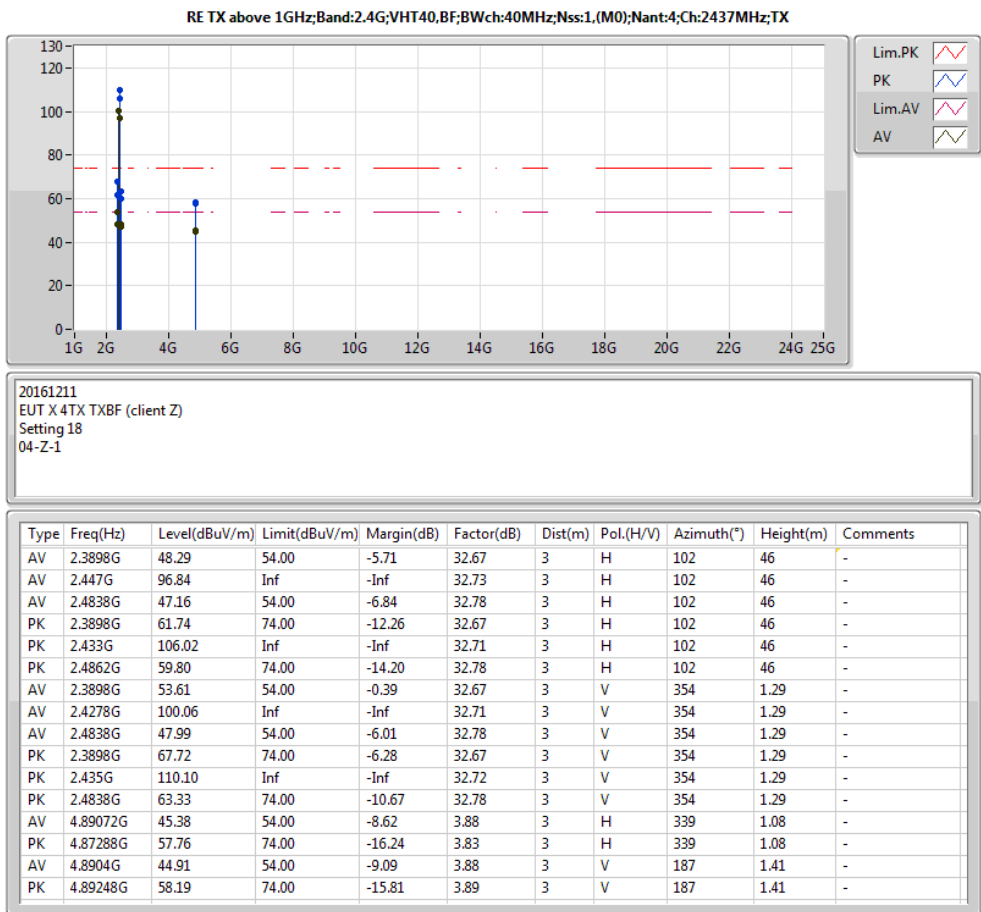 RE TX above 1GHz;Band:2.4G;VHT40,BF;BWch:40MHz;Nss:1,(M0);Nant:4;Ch:2437MHz;TX
130
120
100
80
60
40
20
0
1G 2G 4G 6G 8G 10G 12G 14G 16G 18G 20G 22G 24G 25G
Lim.PK
PK
Lim.AV
AV
20161211
EUT X 4TX TXBF (client Z)
Setting 18
04-Z-1
Type Freq(Hz) Level(dBuV/m) Limit(dBuV/m) Margin(dB) Factor(dB) Dist(m) Pol.(H/V) Azimuth(°) Height(m) Comments
AV 2.3898G 48.29 54.00 -5.71 32.67 3 H 102 46 -
AV 2.447G 96.84 Inf -Inf 32.73 3 H 102 46 -
AV 2.4838G 47.16 54.00 -6.84 32.78 3 H 102 46 -
PK 2.3898G 61.74 74.00 -12.26 32.67 3 H 102 46 -
PK 2.433G 106.02 Inf -Inf 32.71 3 H 102 46 -
PK 2.4862G 59.80 74.00 -14.20 32.78 3 H 102 46 -
AV 2.3898G 53.61 54.00 -0.39 32.67 3 V 354 1.29 -
AV 2.4278G 100.06 Inf -Inf 32.71 3 V 354 1.29 -
AV 2.4838G 47.99 54.00 -6.01 32.78 3 V 354 1.29 -
PK 2.3898G 67.72 74.00 -6.28 32.67 3 V 354 1.29 -
PK 2.435G 110.10 Inf -Inf 32.72 3 V 354 1.29 -
PK 2.4838G 63.33 74.00 -10.67 32.78 3 V 354 1.29 -
AV 4.89072G 45.38 54.00 -8.62 3.88 3 H 339 1.08 -
PK 4.87288G 57.76 74.00 -16.24 3.83 3 H 339 1.08 -
AV 4.8904G 44.91 54.00 -9.09 3.88 3 V 187 1.41 -
PK 4.89248G 58.19 74.00 -15.81 3.89 3 V 187 1.41 -